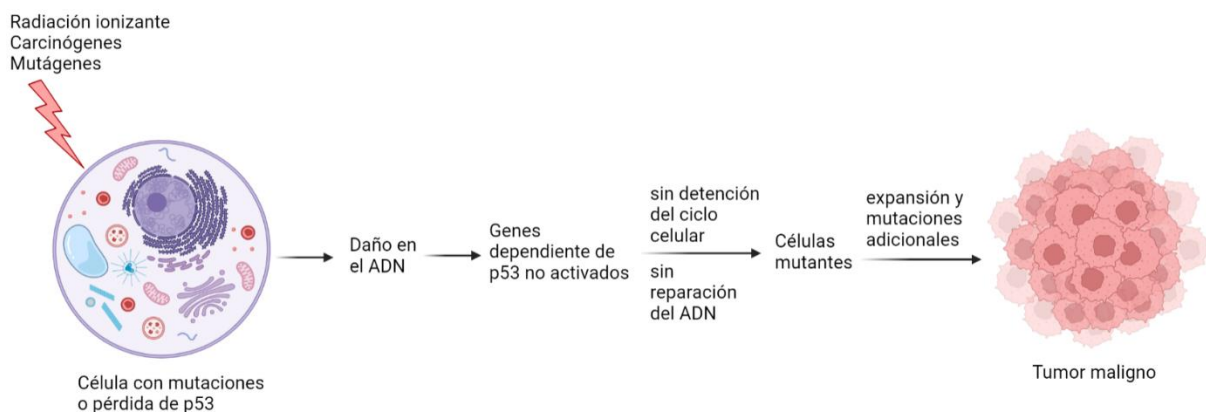 Radiación ionizante
Carcinógenes
Mutágenes
Célula con mutaciones
o pérdida de p53
Daño en
el ADN
Genes
dependiente de
p53 no activados
sin detención
del ciclo
celular
sin
reparación
del ADN
Células
mutantes
expansión y
mutaciones
adicionales
Tumor maligno